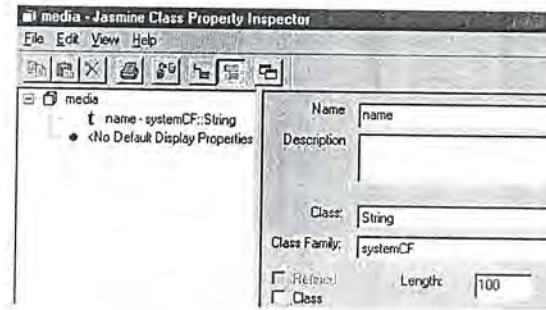 media - Jasmine Class Property Inspector
File Edit View Help
media
t name - systemCF::String
<No Default Display Properties
Name name
Description
Class: String
Class Family: systemCF
Refined Length: 100
Class